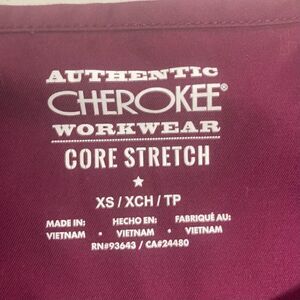 AUTHENTIC
CHEROKEE®
WORKWEAR
CORE STRETCH
★
XS / XCH / TP
MADE IN: HECHO EN: FABRIQUÉ AU:
VIETNAM • VIETNAM • VIETNAM
RN#93643 / CA#24480